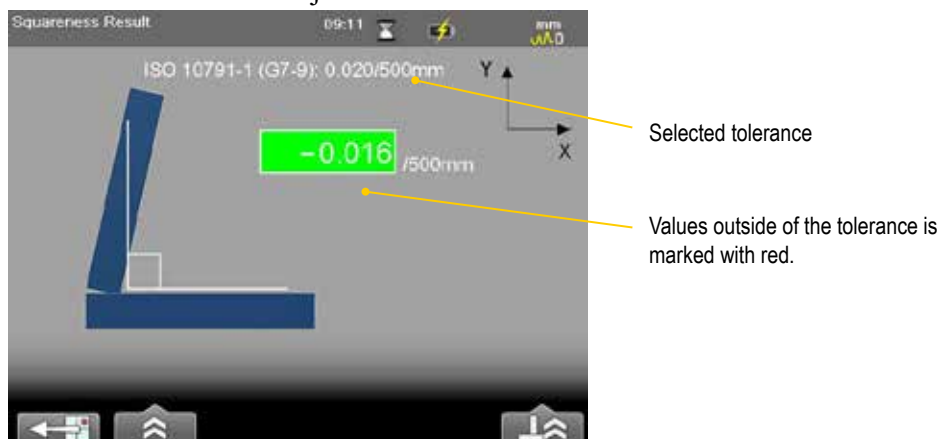 Squareness Result 09:11 mm
ISO 10791-1 (G7-9): 0.020/500mm
Y
-0.016 /500mm
X
Selected tolerance
Values outside of the tolerance is
marked with red.